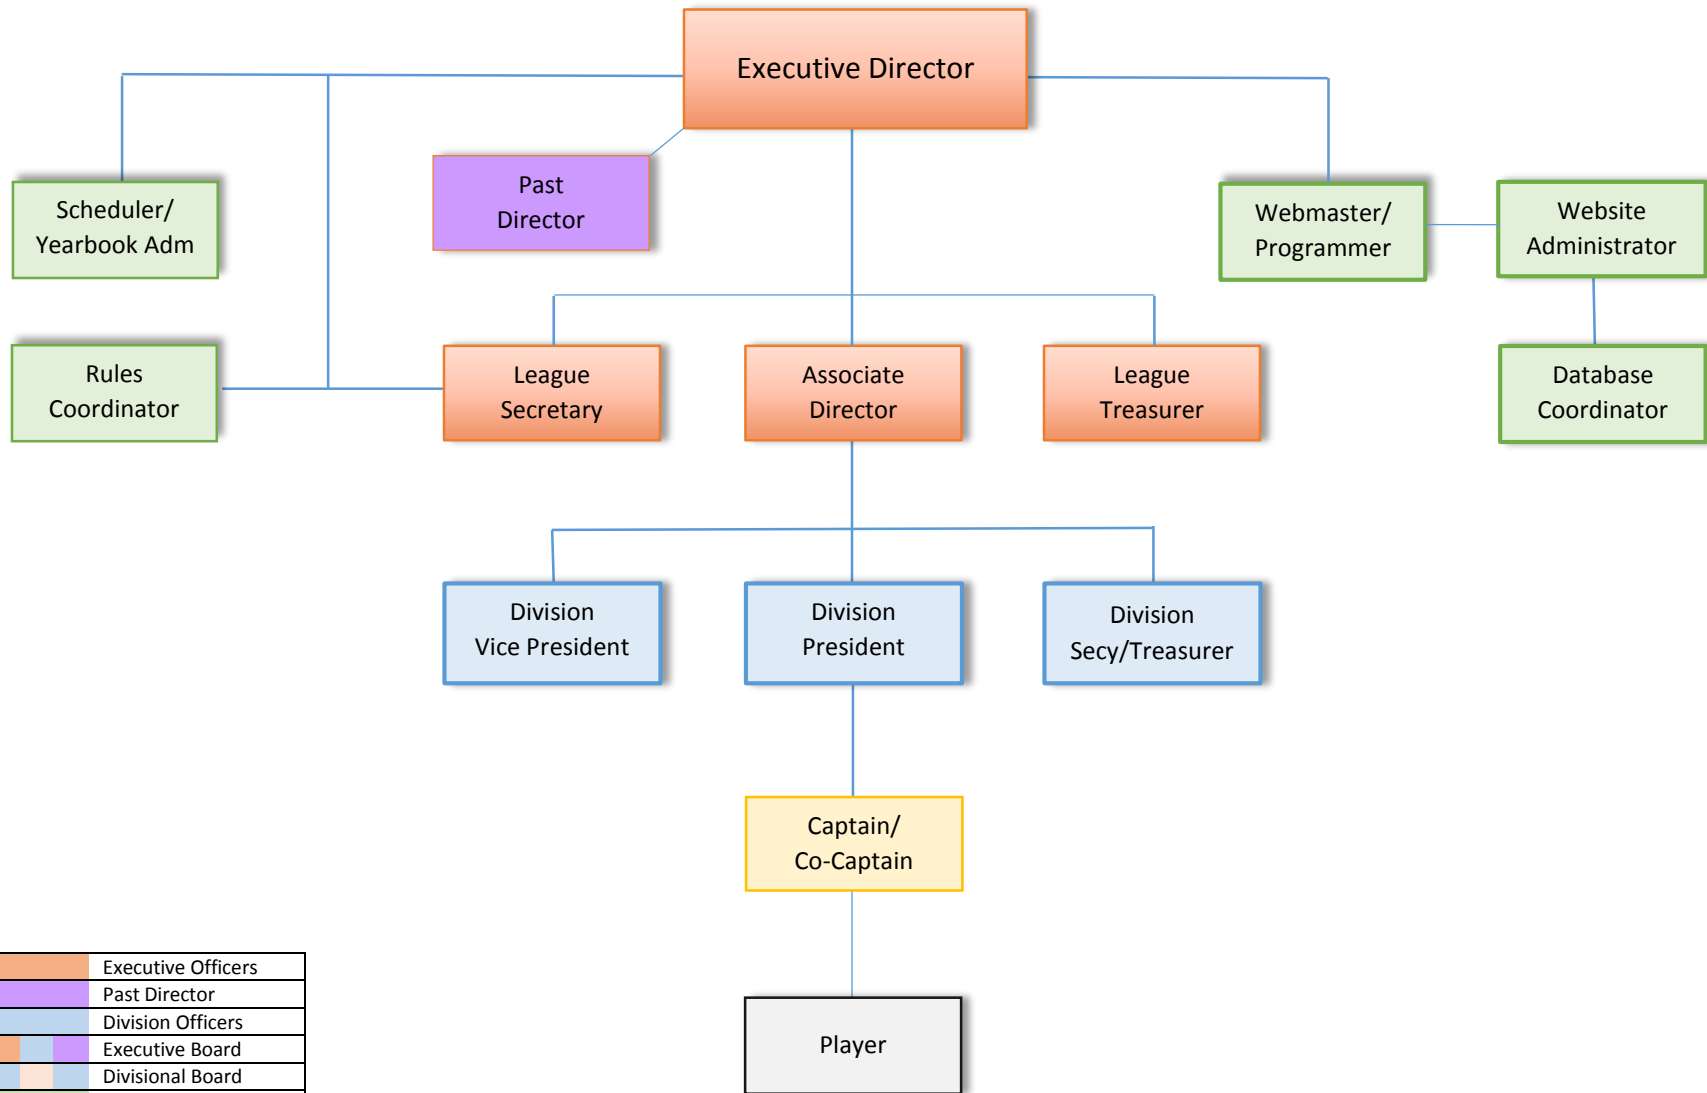 Executive Director
Past
Director
Scheduler/
Yearbook Adm
Webmaster/
Programmer
Website
Administrator
Rules
Coordinator
League
Secretary
Associate
Director
League
Treasurer
Database
Coordinator
Division
Vice President
Division
President
Division
Secy/Treasurer
Captain/
Co-Captain
Player
Executive Officers
Past Director
Division Officers
Executive Board
Divisional Board